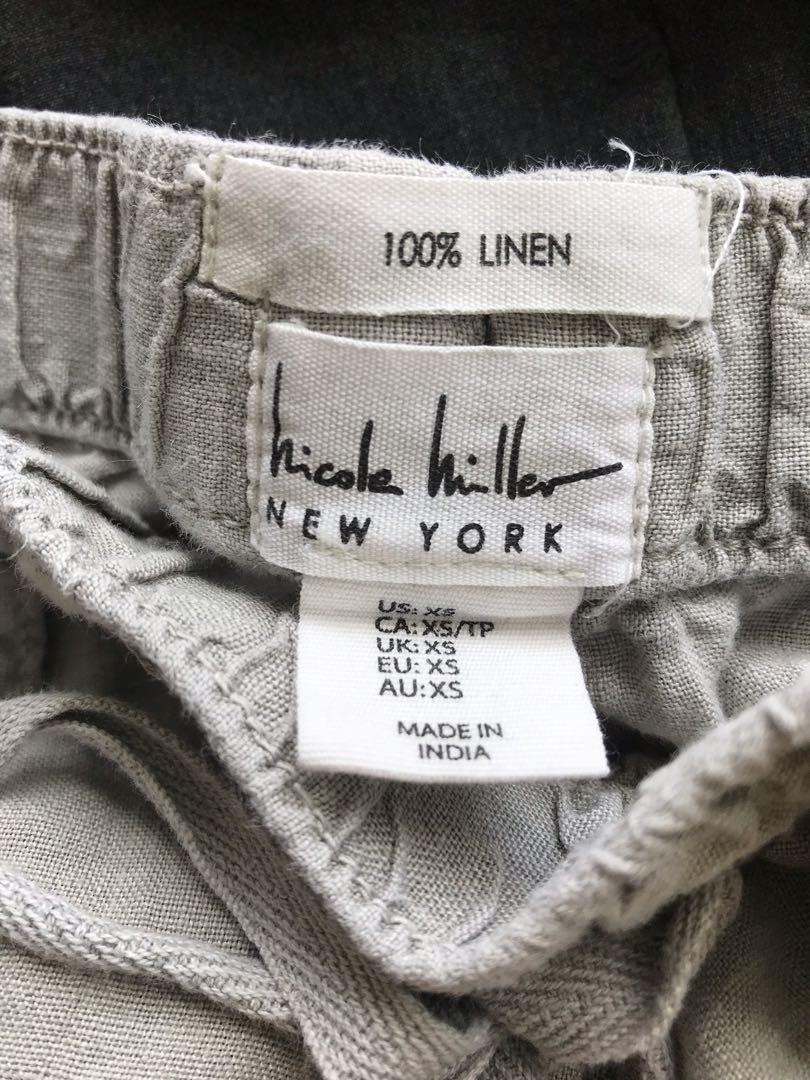 100% LINEN
nicole miller
NEW YORK
US: XS
CA: XS/TP
UK: XS
EU: XS
AU: XS
MADE IN
INDIA